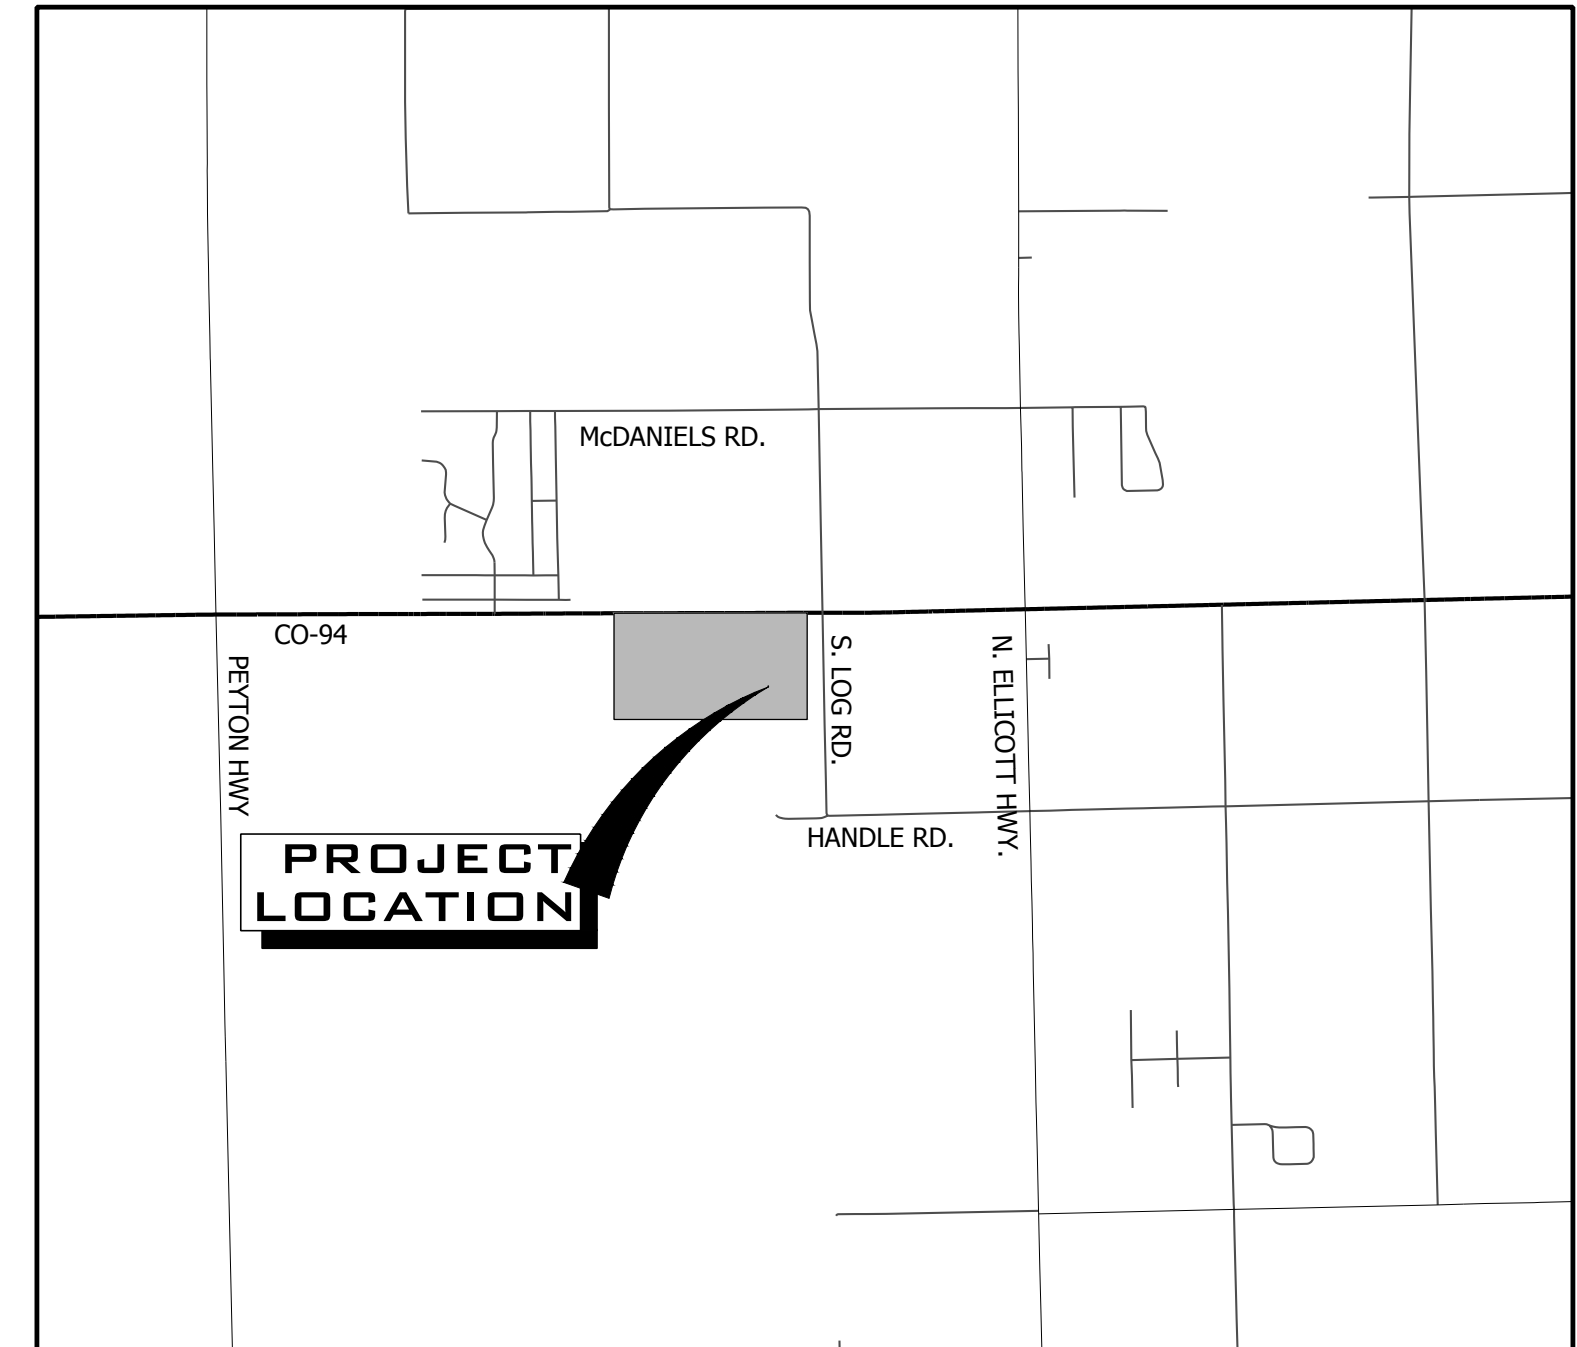 McDANIELS RD.
CO-94
PEYTON HWY
S. LOG RD.
N. ELLICOTT HWY.
HANDLE RD.
PROJECT
LOCATION